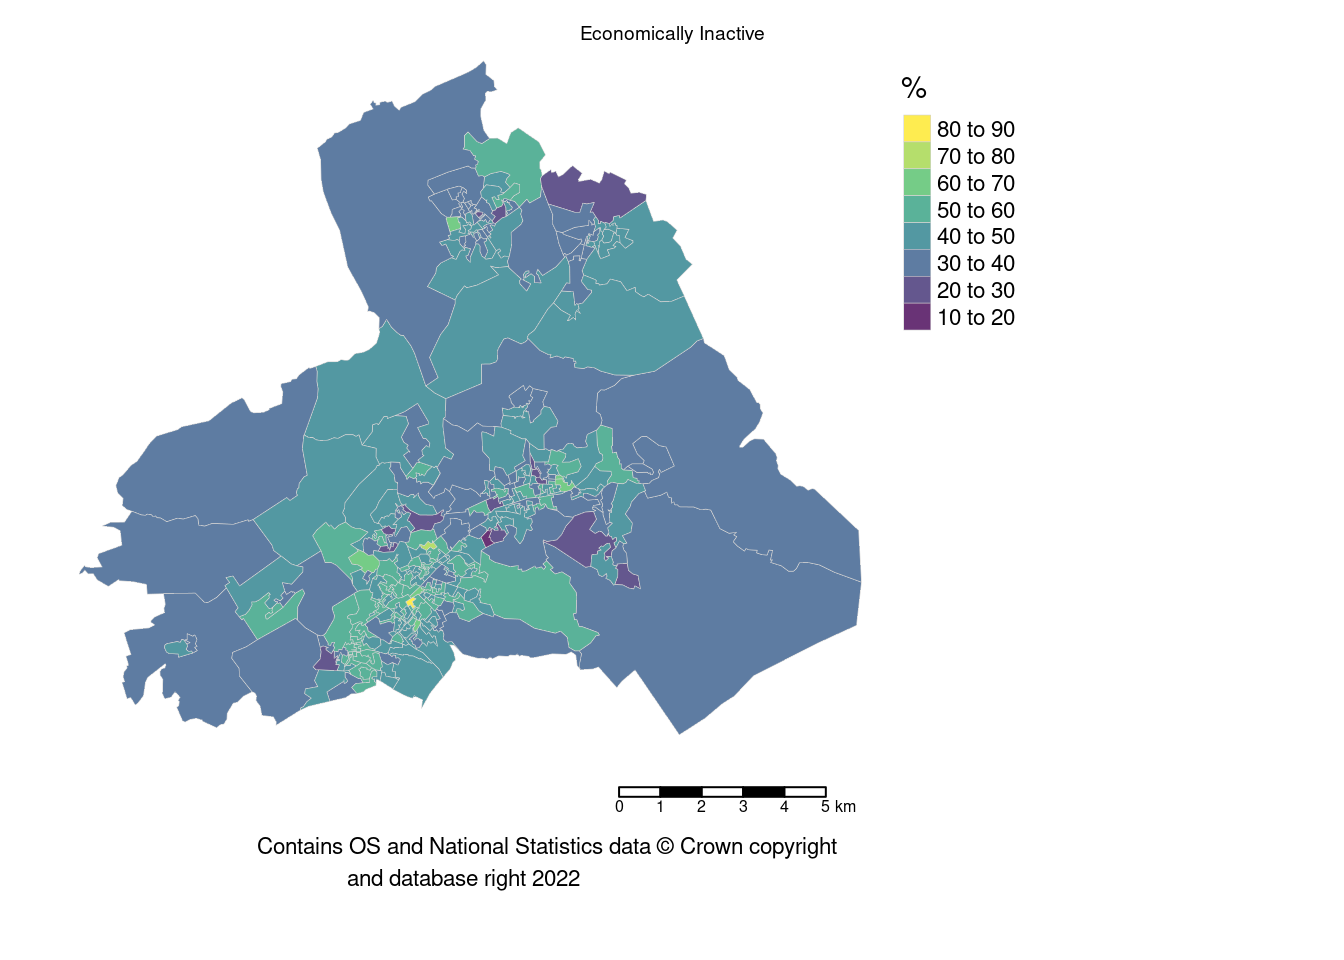 Economically Inactive
%
80 to 90
70 to 80
60 to 70
50 to 60
40 to 50
30 to 40
20 to 30
10 to 20
0 1 2 3 4 5 km
Contains OS and National Statistics data © Crown copyright
and database right 2022